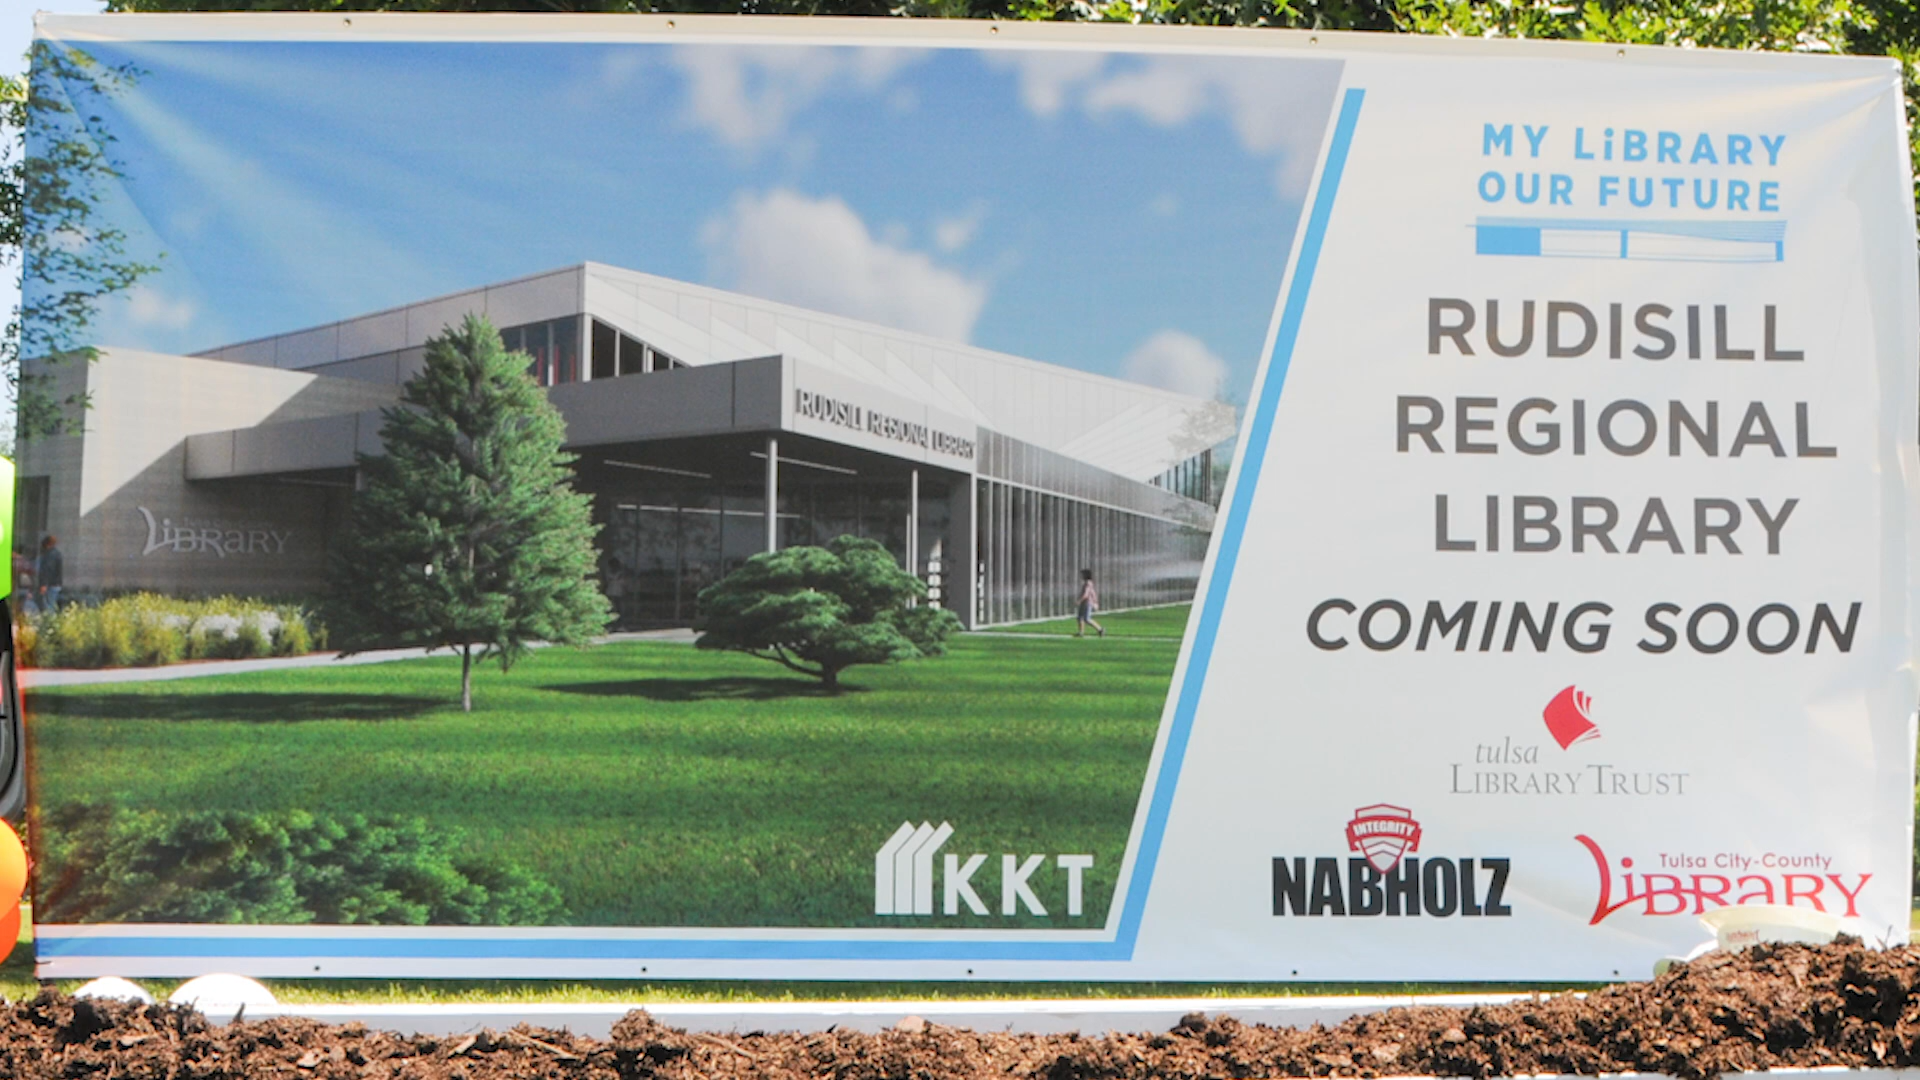 MY LiBRARY
OUR FUTURE
RUDISILL
REGIONAL
LIBRARY
COMING SOON
tulsa
LIBRARY TRUST
INTEGRITY
NABHOLZ
Tulsa City-County
LiBRaRY
RUDISILL REGIONAL LIBRARY
LiBRaRY
KKT